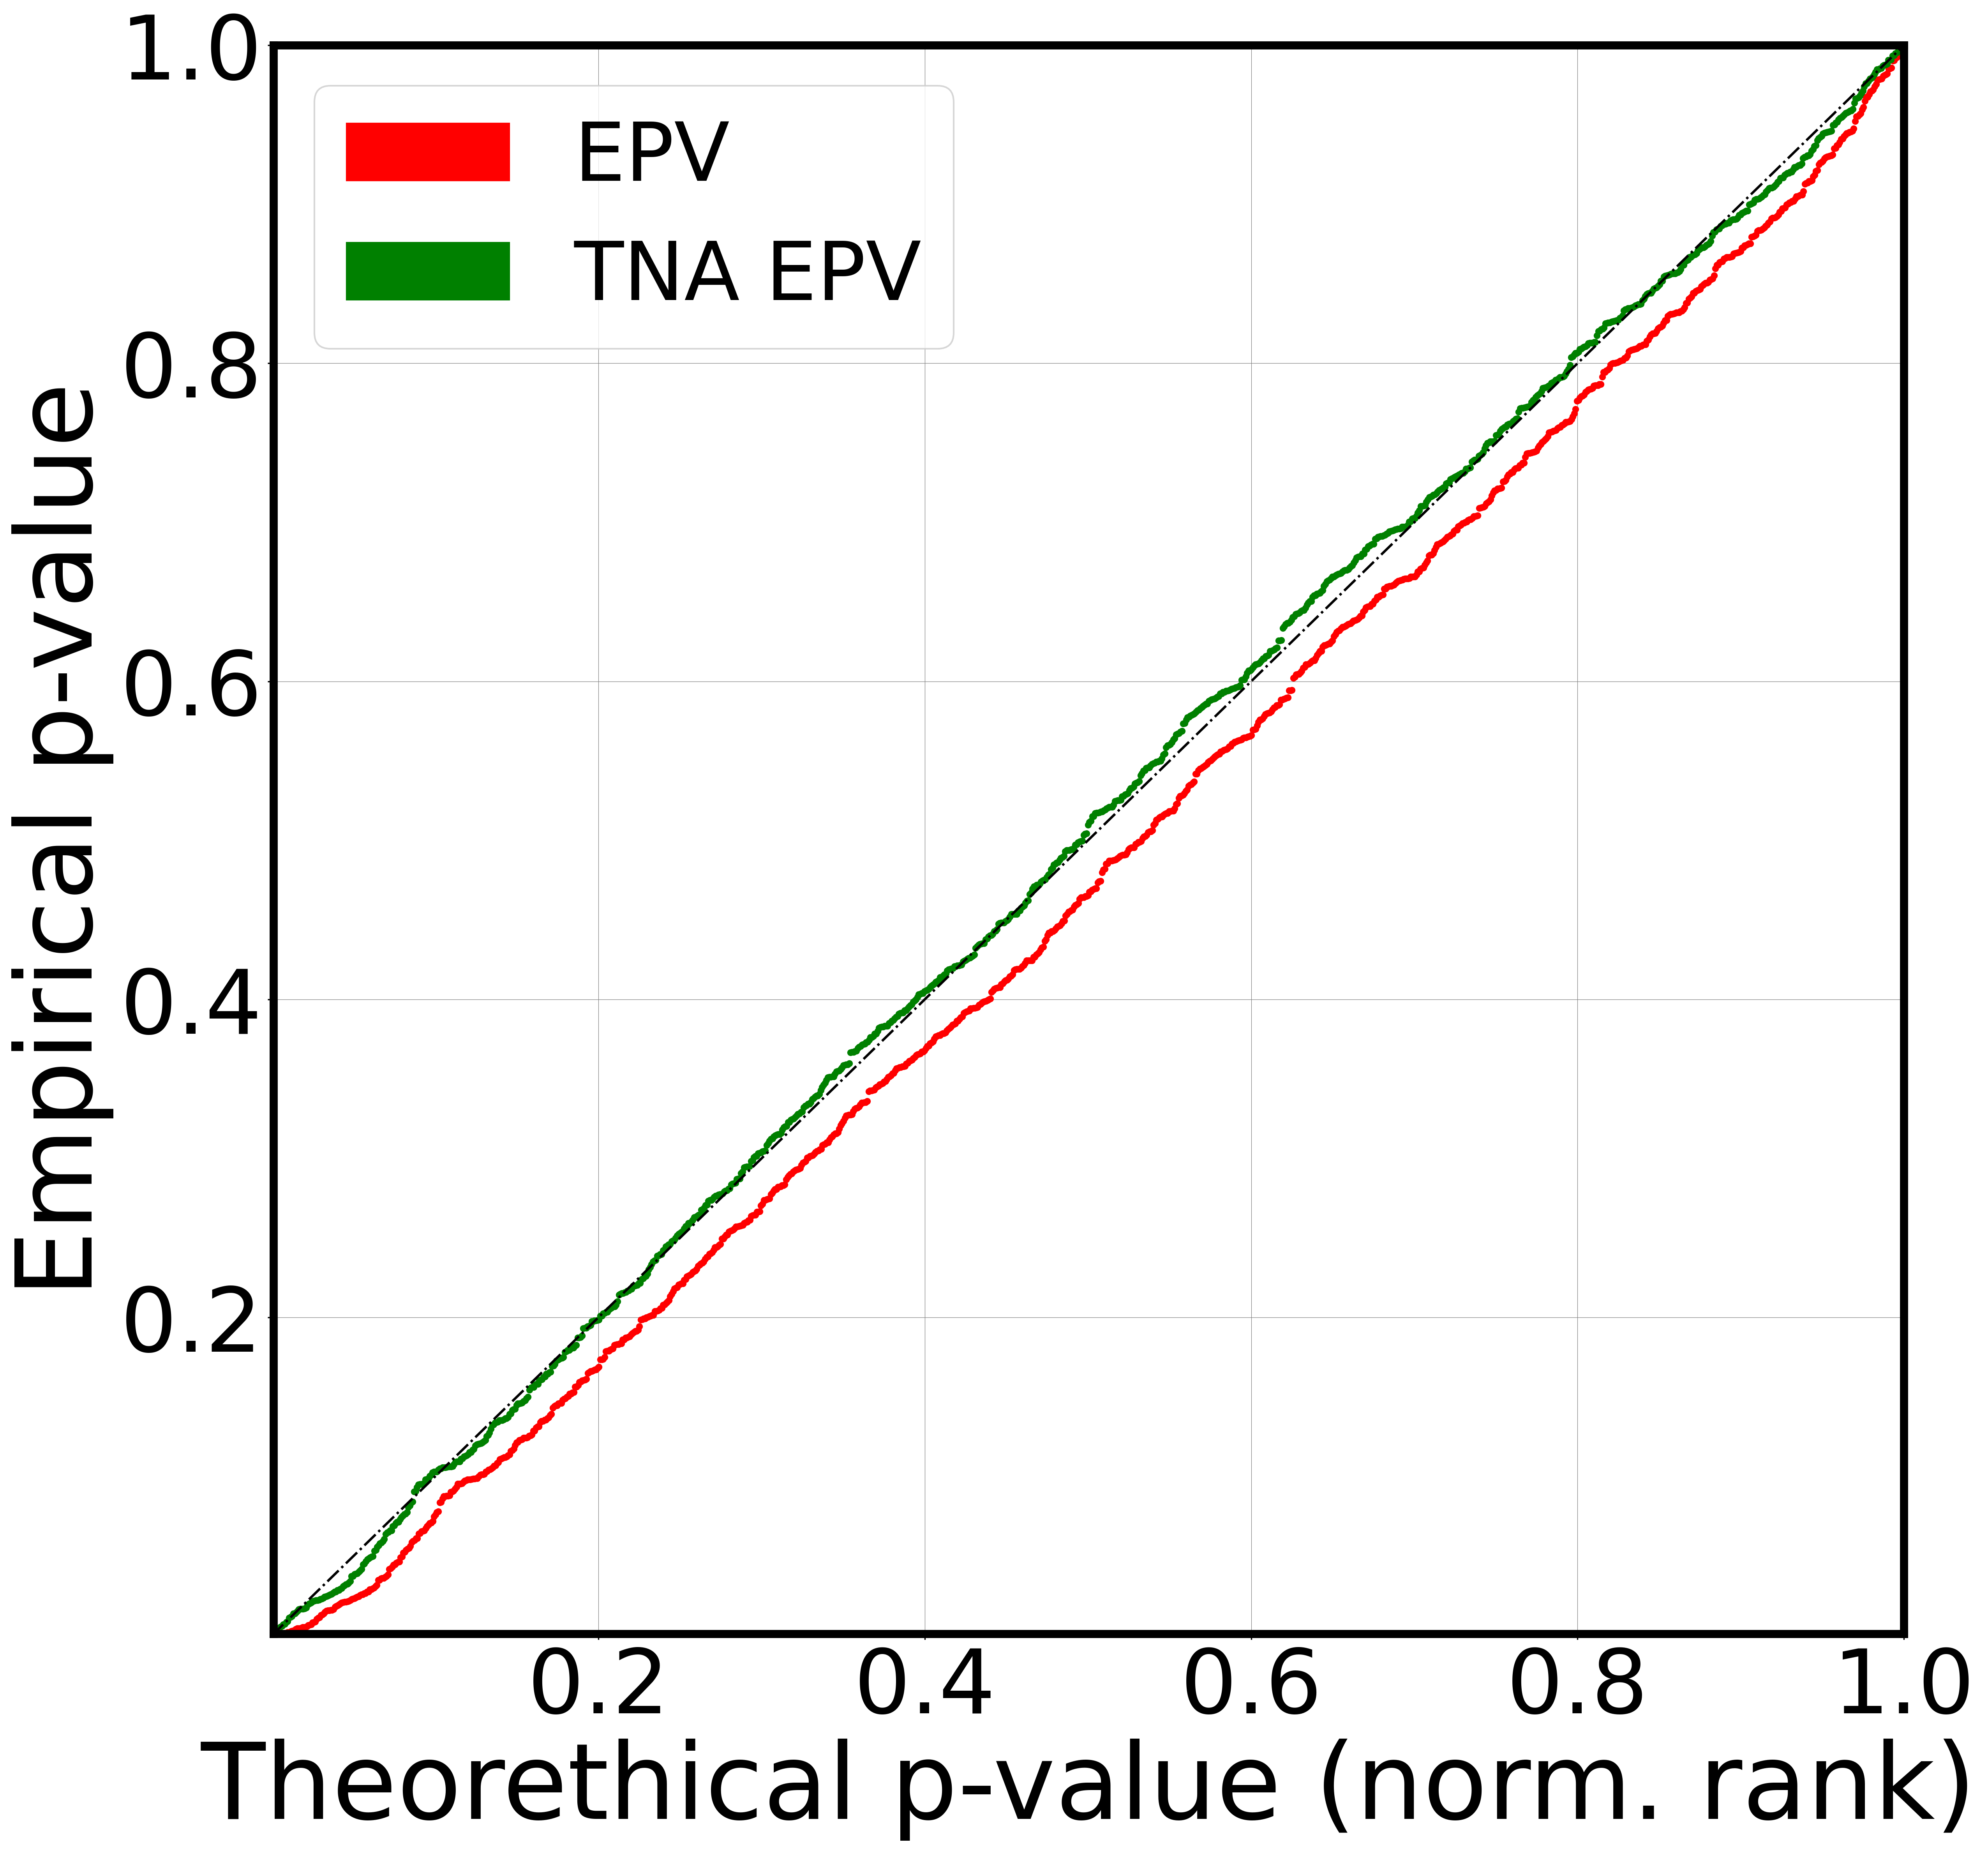 1.0
EPV
TNA EPV
0.8
0.6
0.4
0.2
Empirical p-value
0.2 0.4 0.6 0.8 1.0
Theorethical p-value (norm. rank)